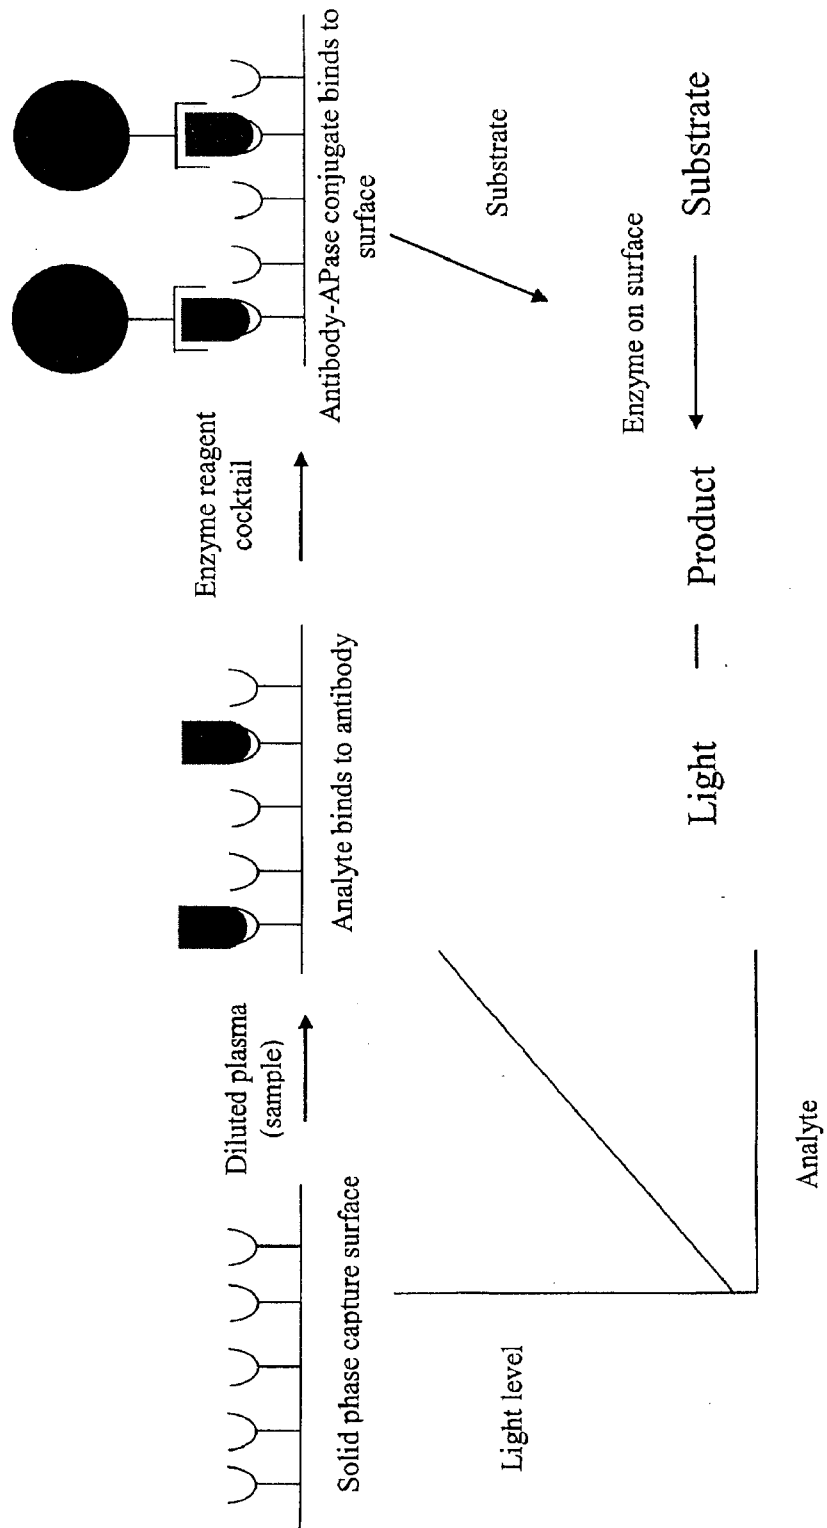 Solid phase capture surface
Diluted plasma
(sample)
Analyte binds to antibody
Enzyme reagent
cocktail
Antibody-APase conjugate binds to
surface
Substrate
Enzyme on surface
Light — Product Substrate
Light level
Analyte